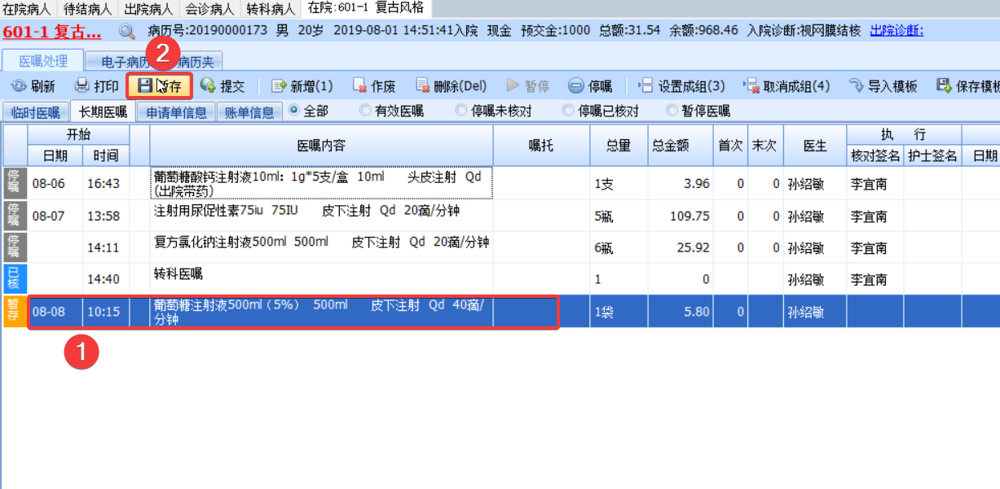 在院病人 待结病人 出院病人 会诊病人 转科病人 在院:601-1 复古风格
601-1 复古... 病历号:20190000173 男 20岁 2019-08-01 14:51:41入院 现金 预交金:1000 总额:31.54 余额:968.46 入院诊断:视网膜结核 出院诊断:
医嘱处理 电子病历 病历夹
2
刷新 打印 暂存 提交 新增(1) 作废 删除(Del) 暂停 停嘱 设置成组(3) 取消成组(4) 导入模板 保存模板
临时医嘱 长期医嘱 申请单信息 账单信息 全部 有效医嘱 停嘱未核对 停嘱已核对 暂停医嘱
开始 医嘱内容 嘱托 总量 总金额 首次 末次 医生 执 行
日期 时间 核对签名 护士签名 日期
停嘱 08-06 16:43 葡萄糖酸钙注射液10ml: 1g*5支/盒 10ml 头皮注射 Qd 1支 3.96 0 0 孙绍敏 李宜南
(出院带药)
停嘱 08-07 13:58 注射用尿促性素75iu 75IU 皮下注射 Qd 20滴/分钟 5瓶 109.75 0 0 孙绍敏 李宜南
停嘱 14:11 复方氯化钠注射液500ml 500ml 皮下注射 Qd 20滴/分钟 6瓶 25.92 0 0 孙绍敏 李宜南
已核 14:40 转科医嘱 1 0 孙绍敏 李宜南
暂存 08-08 10:15 葡萄糖注射液500ml（5%） 500ml 皮下注射 Qd 40滴/ 1袋 5.80 0 孙绍敏
分钟
1